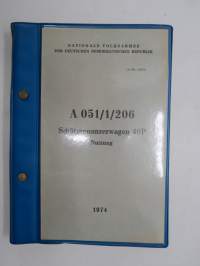 NATIONALE VOLKSARMEE
DER DEUTSCHEN DEMOKRATISCHEN REPUBLIK
A 051/1/206
Schützenpanzerwagen 40P
Nutzung
1974